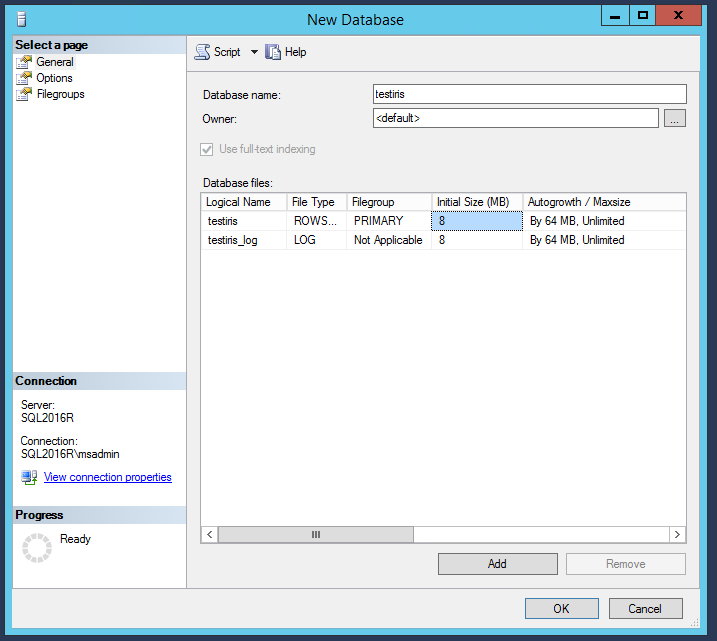 New Database
Select a page
General
Options
Filegroups
Script
Help
Database name:
testiris
Owner:
<default>
...
Use full-text indexing
Database files:
Logical Name File Type Filegroup Initial Size (MB) Autogrowth / Maxsize
testiris ROWS... PRIMARY 8 By 64 MB, Unlimited
testiris_log LOG Not Applicable 8 By 64 MB, Unlimited
Connection
Server:
SQL2016R
Connection:
SQL2016R\msadmin
View connection properties
Progress
Ready
Add
Remove
OK
Cancel